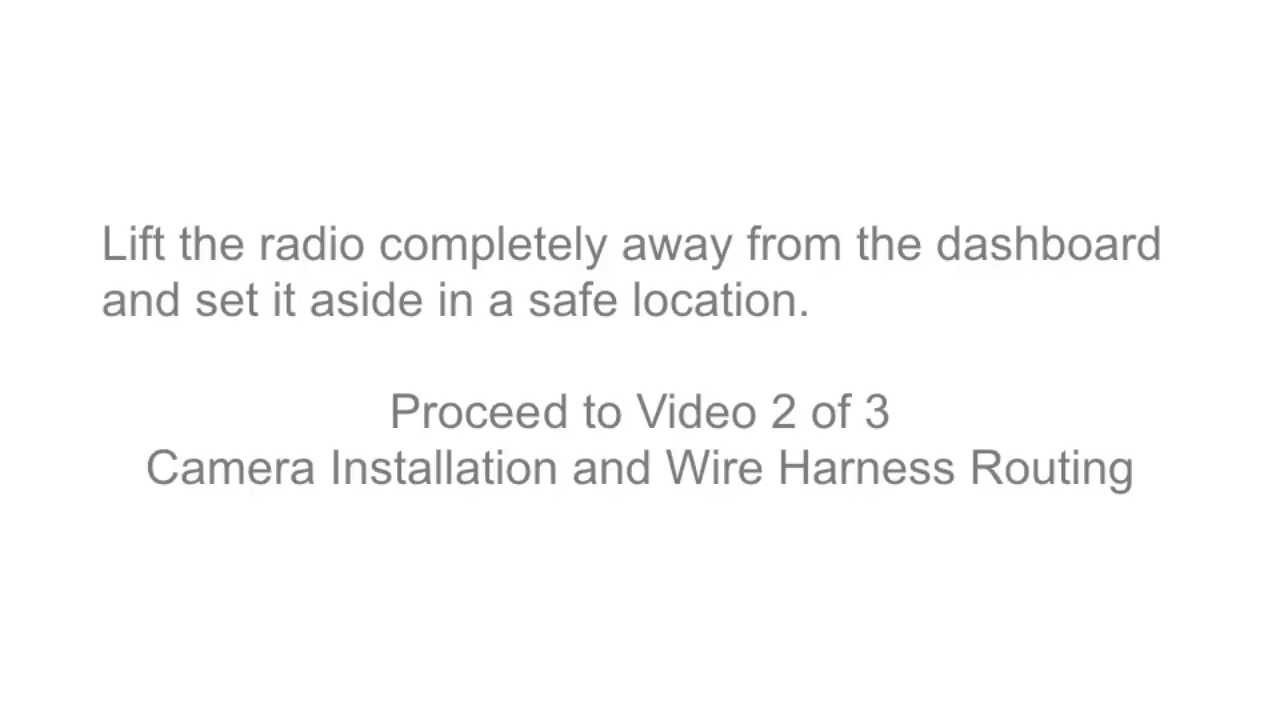 Lift the radio completely away from the dashboard
and set it aside in a safe location.
Proceed to Video 2 of 3
Camera Installation and Wire Harness Routing